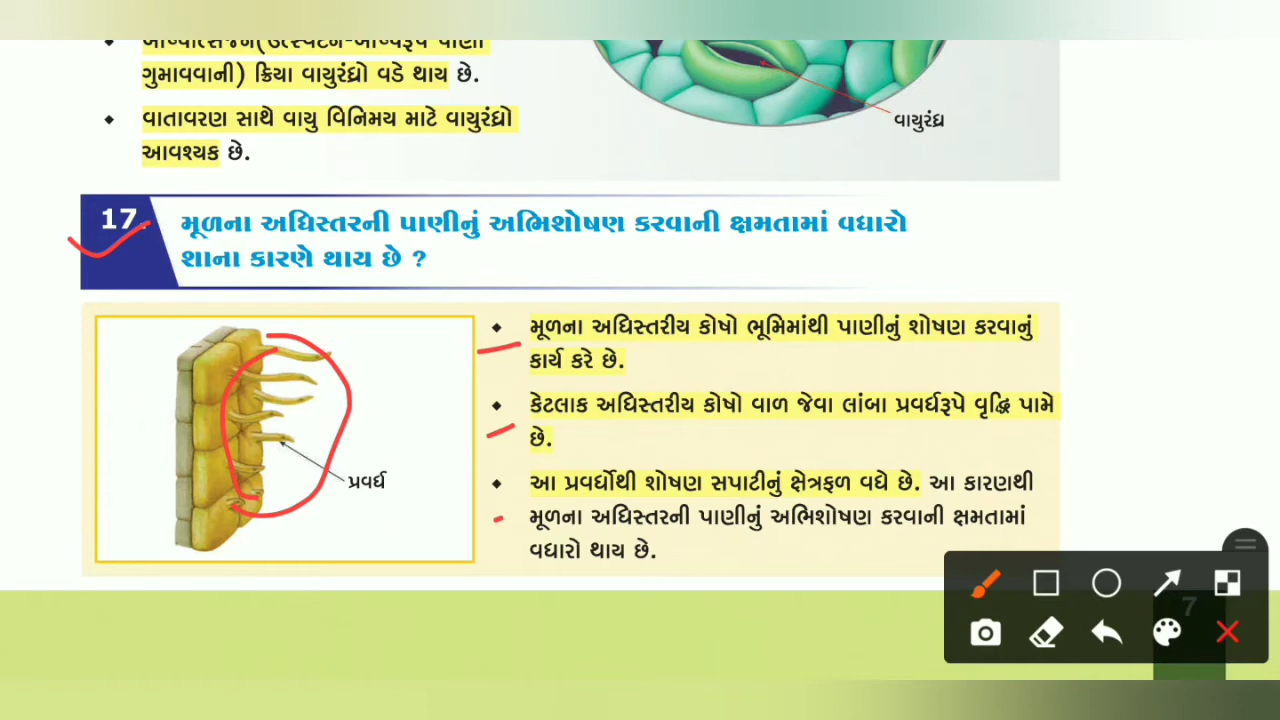 ગુમાવવાની) ક્રિયા વાયુરંધ્રો વડે થાય છે.
વાતાવરણ સાથે વાયુ વિનિમય માટે વાયુરંધ્રો
આવશ્યક છે.
વાયુરંધ્ર
17. મૂળના અધિસ્તરની પાણીનું અભિશોષણ કરવાની ક્ષમતામાં વધારો
શાના કારણે થાય છે ?
પ્રવર્ધ
મૂળના અધિસ્તરીય કોષો ભૂમિમાંથી પાણીનું શોષણ કરવાનું
કાર્ય કરે છે.
કેટલાક અધિસ્તરીય કોષો વાળ જેવા લાંબા પ્રવર્ધરૂપે વૃદ્ધિ પામે
છે.
આ પ્રવર્ધોથી શોષણ સપાટીનું ક્ષેત્રફળ વધે છે. આ કારણથી
મૂળના અધિસ્તરની પાણીનું અભિશોષણ કરવાની ક્ષમતામાં
વધારો થાય છે.
7